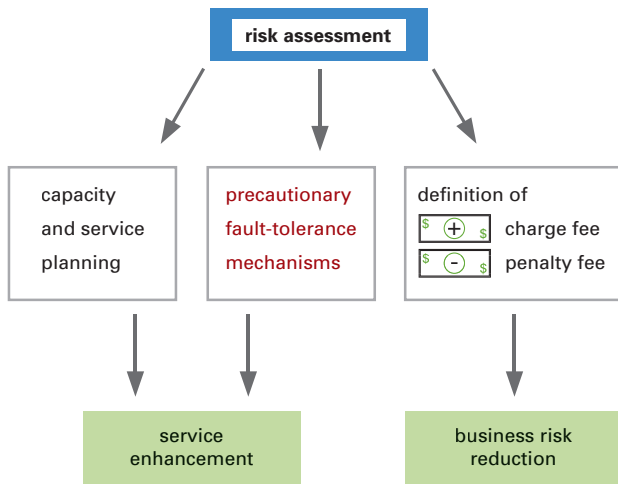 risk assessment
capacity
and service
planning
precautionary
fault-tolerance
mechanisms
definition of
$ + $ charge fee
$ - $ penalty fee
service
enhancement
business risk
reduction